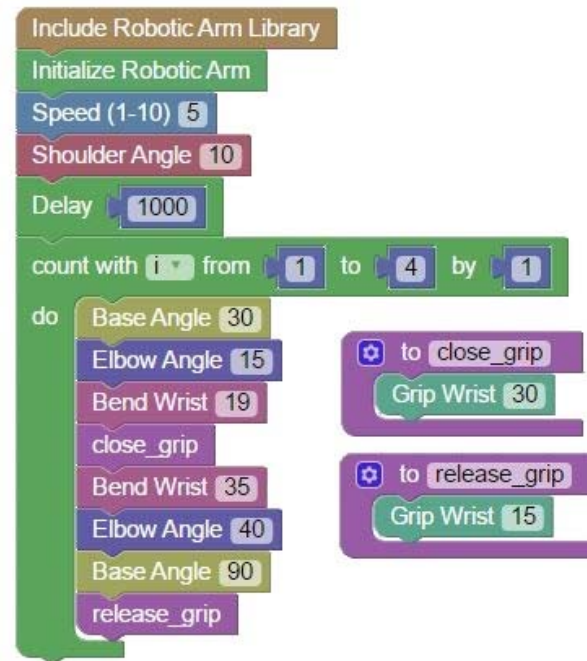 Include Robotic Arm Library
Initialize Robotic Arm
Speed (1-10) 5
Shoulder Angle 10
Delay 1000
count with i from 1 to 4 by 1
do
Base Angle 30
Elbow Angle 15
Bend Wrist 19
close_grip
Bend Wrist 35
Elbow Angle 40
Base Angle 90
release_grip
to close_grip
Grip Wrist 30
to release_grip
Grip Wrist 15